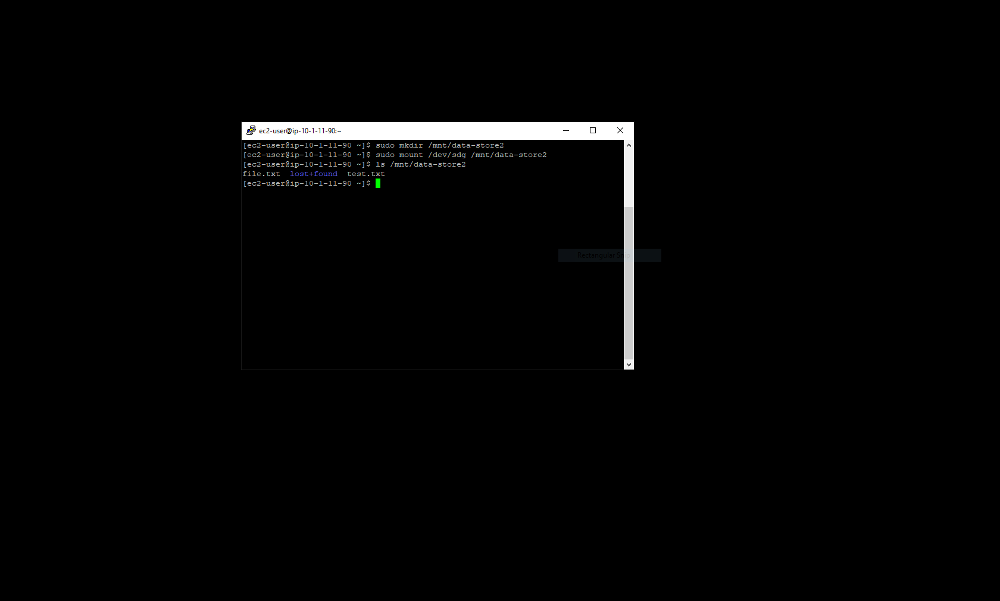 ec2-user@ip-10-1-11-90:~
[ec2-user@ip-10-1-11-90 ~]$ sudo mkdir /mnt/data-store2
[ec2-user@ip-10-1-11-90 ~]$ sudo mount /dev/sdg /mnt/data-store2
[ec2-user@ip-10-1-11-90 ~]$ ls /mnt/data-store2
file.txt  lost+found  test.txt
[ec2-user@ip-10-1-11-90 ~]$
Rectangular Snip